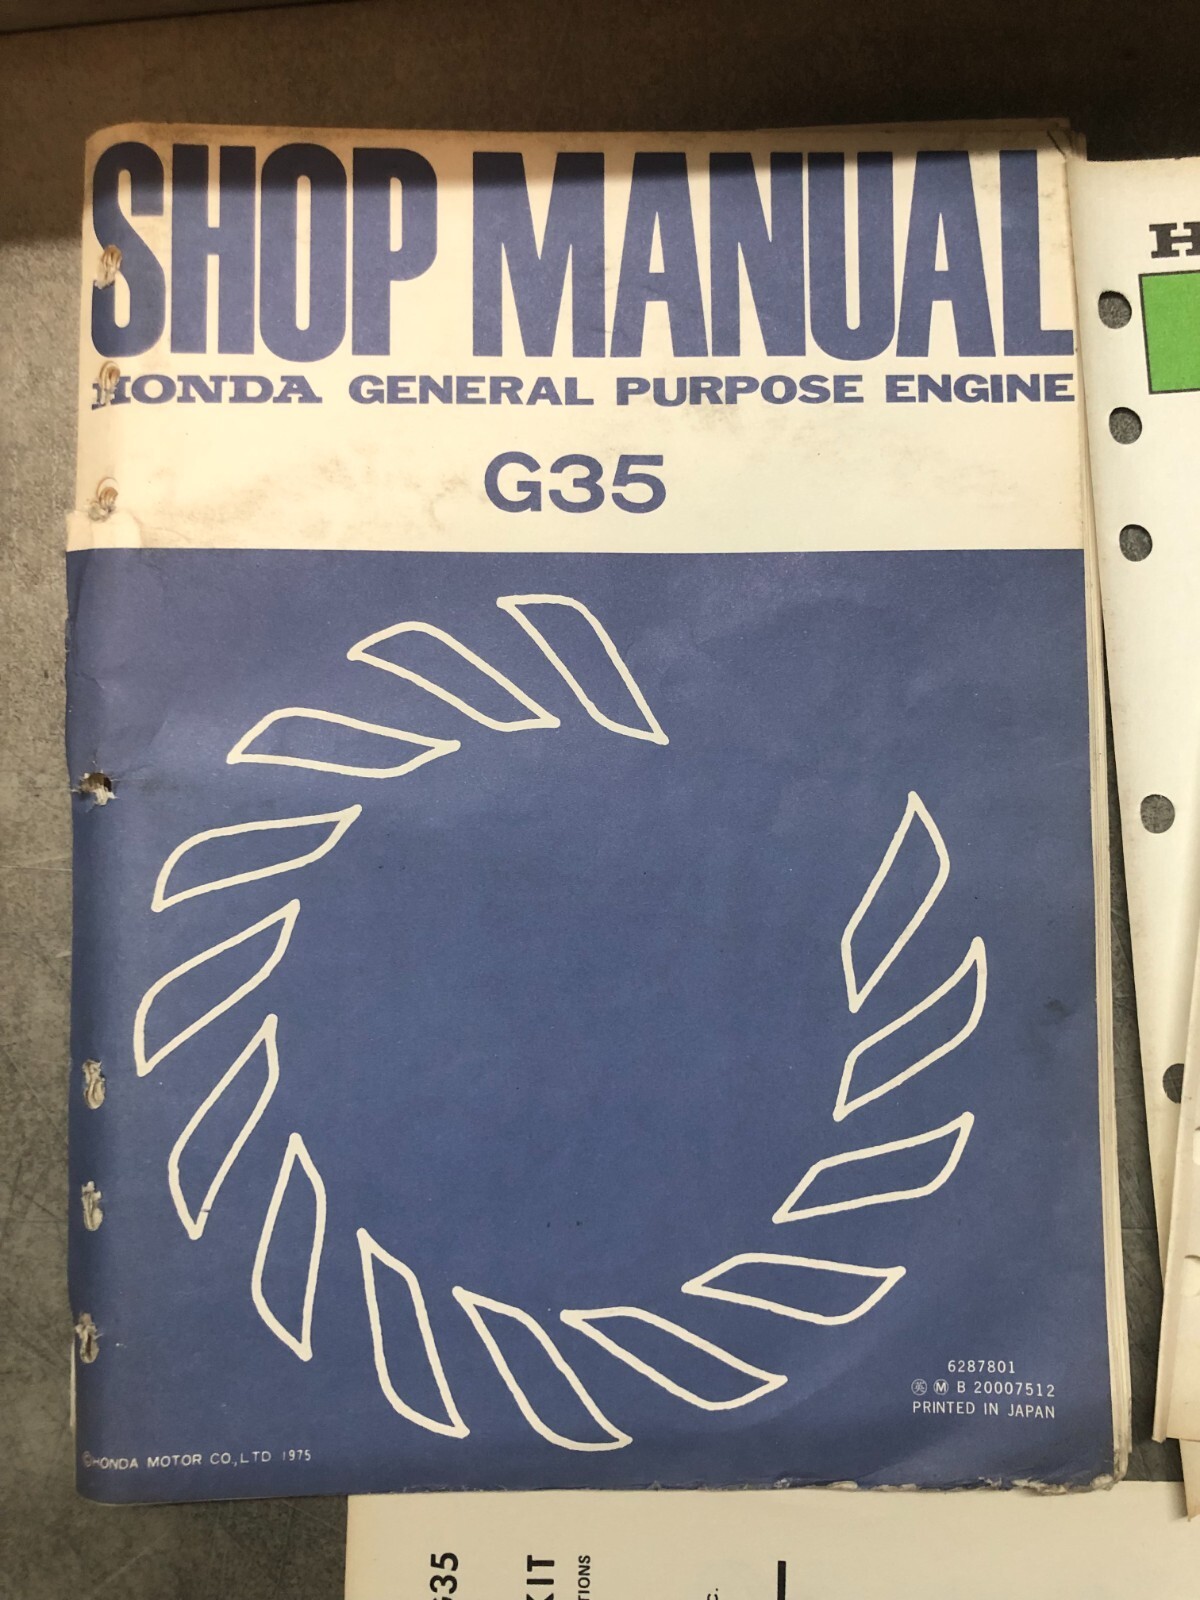 SHOP MANUAL
HONDA GENERAL PURPOSE ENGINE
G35
6287801
英 M B 20007512
PRINTED IN JAPAN
©HONDA MOTOR CO.,LTD 1975
H
G35
KIT